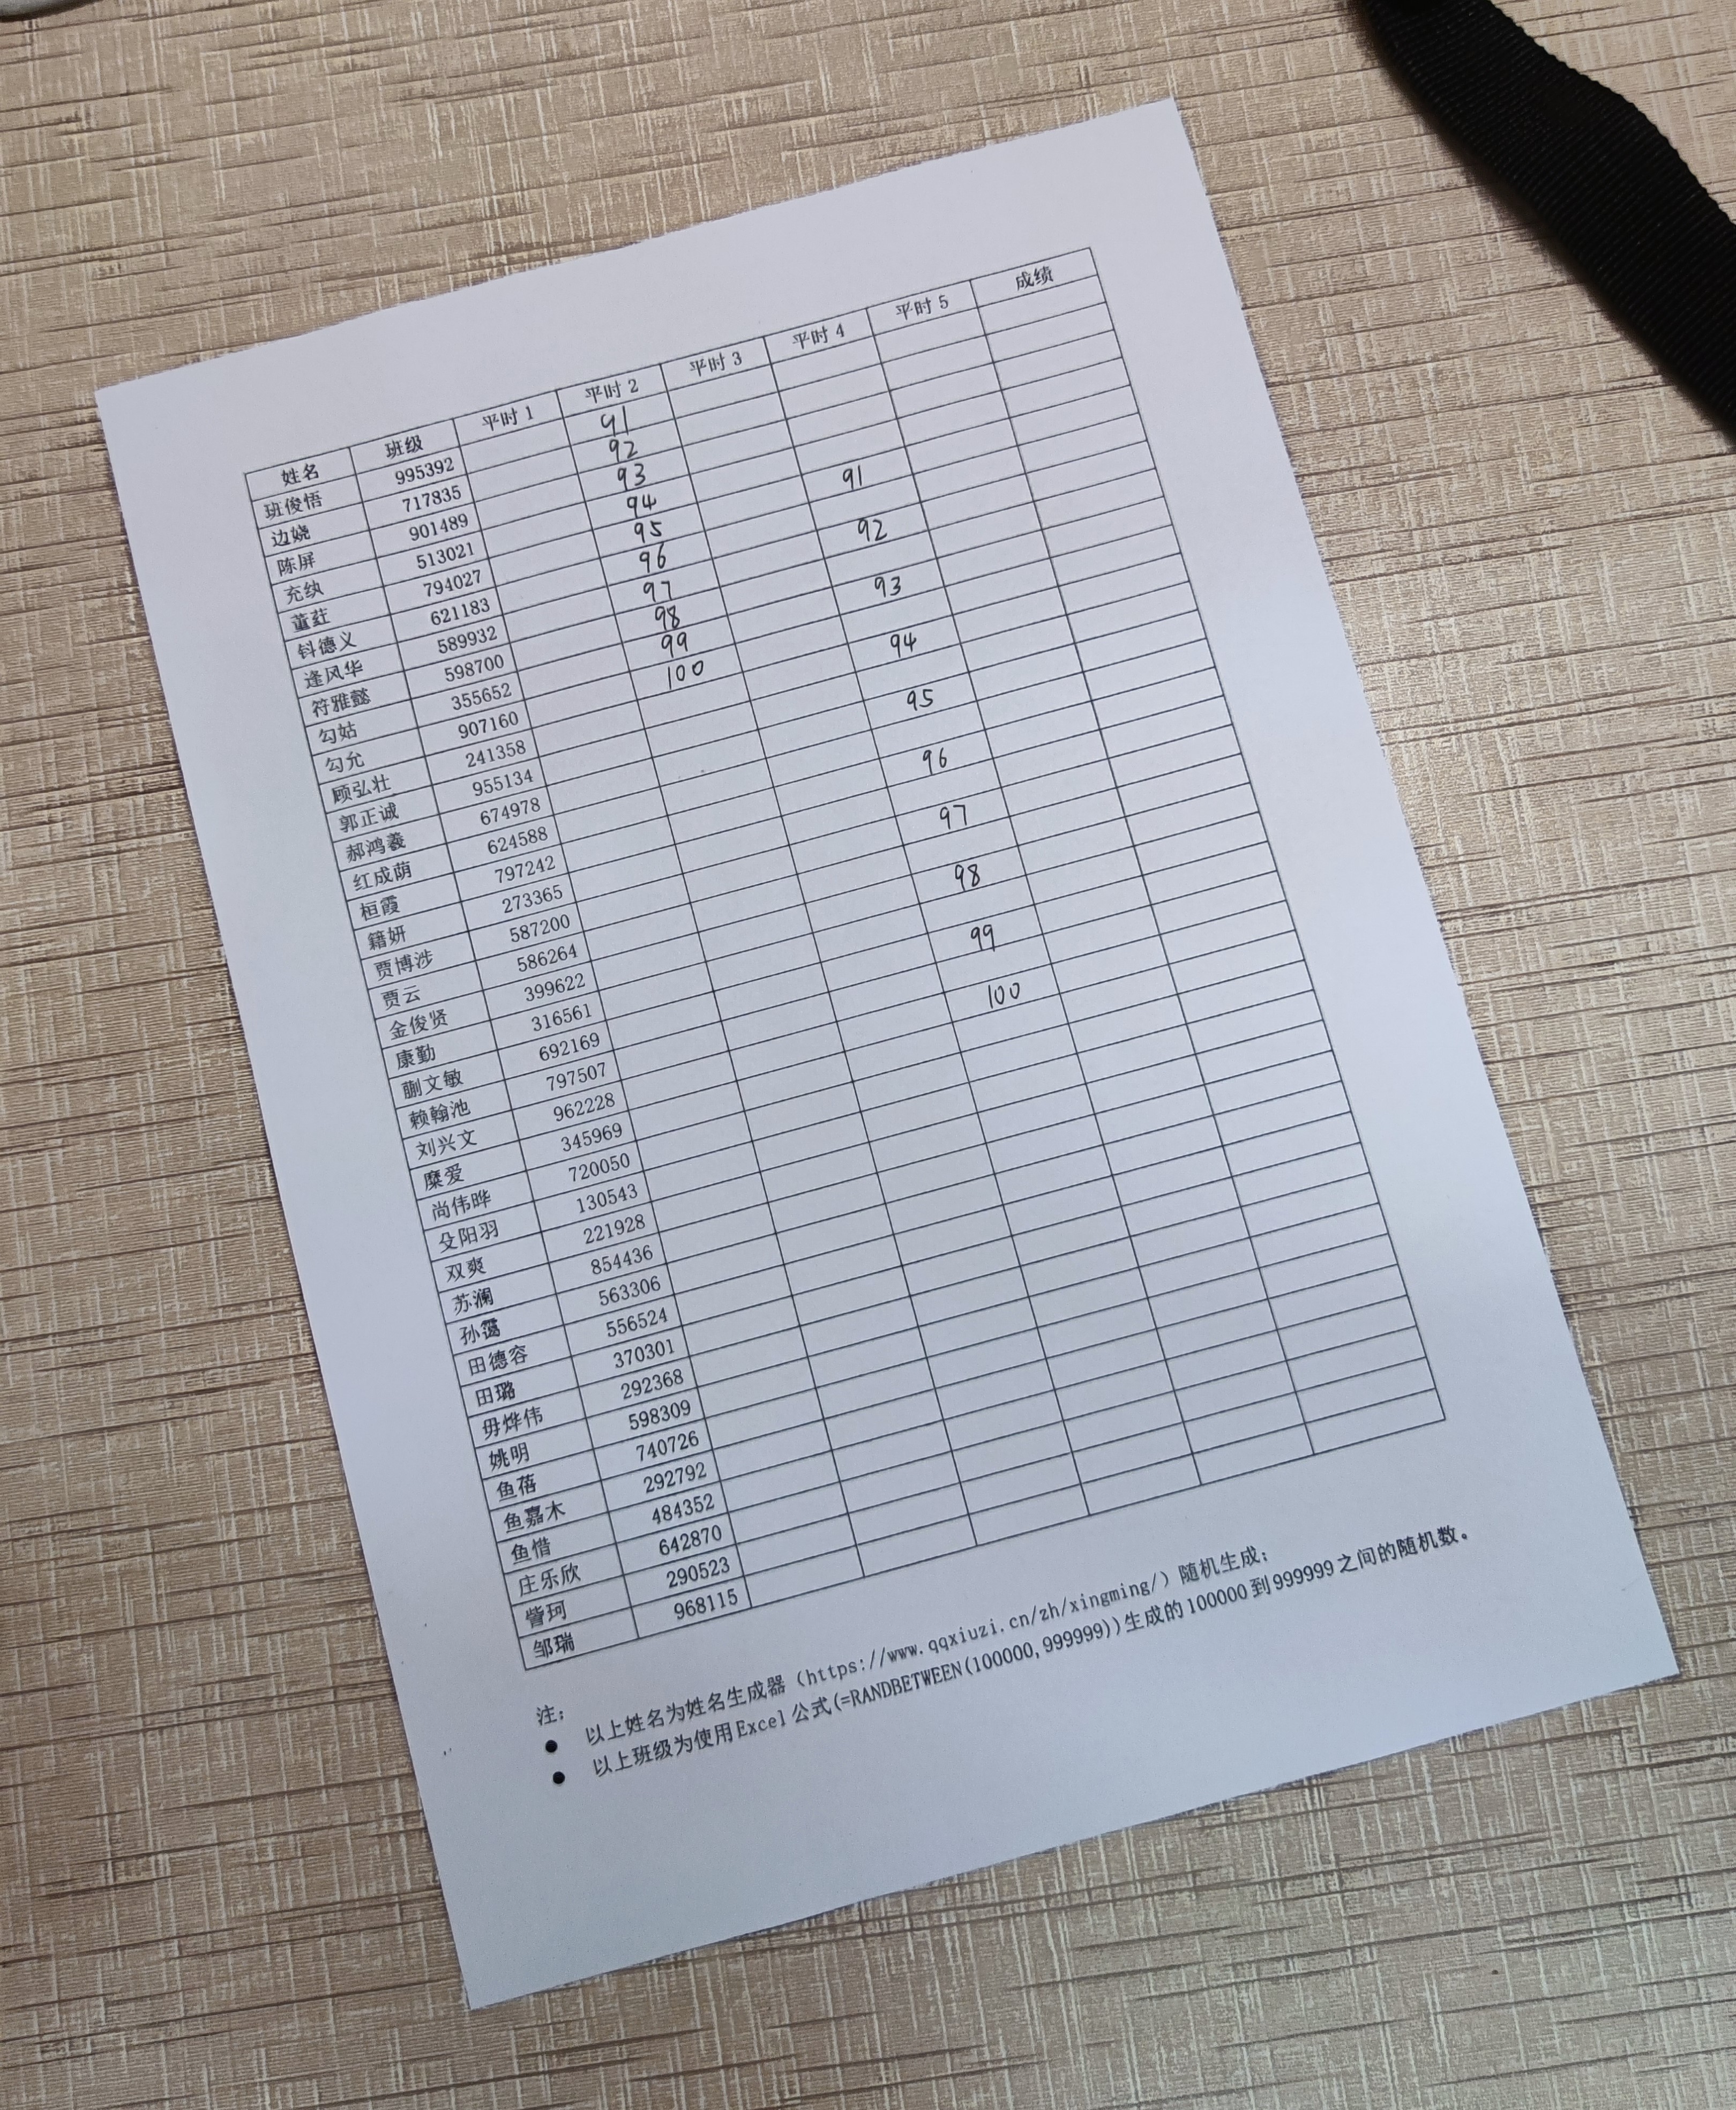 姓名 班级 平时1 平时2 平时3 平时4 平时5 成绩
班俊悟 995392 91
边娆 717835 92
陈屏 901489 93
充纨 513021 94
董荭 794027 95 91
钭德义 621183 96
逄风华 589932 97 92
符雅懿 598700 98
勾姑 355652 99 93
勾允 907160 100
顾弘壮 241358 94
郭正诚 955134
郝鸿羲 674978 95
红成荫 624588
桓霞 797242 96
籍妍 273365
贾博涉 587200 97
贾云 586264
金俊贤 399622 98
康勤 316561
蒯文敏 692169 99
赖翰池 797507
刘兴文 962228 100
糜爱 345969
尚伟晔 720050
殳阳羽 130543
双爽 221928
苏澜 854436
孙霭 563306
田德容 556524
田璐 370301
毋烨伟 292368
姚明 598309
鱼蓓 740726
鱼嘉木 292792
鱼惜 484352
庄乐欣 642870
訾珂 290523
邹瑞 968115
注：
● 以上姓名为姓名生成器（https://www.qqxiuzi.cn/zh/xingming/）随机生成；
● 以上班级为使用Excel公式(=RANDBETWEEN(100000,999999))生成的100000到999999之间的随机数。